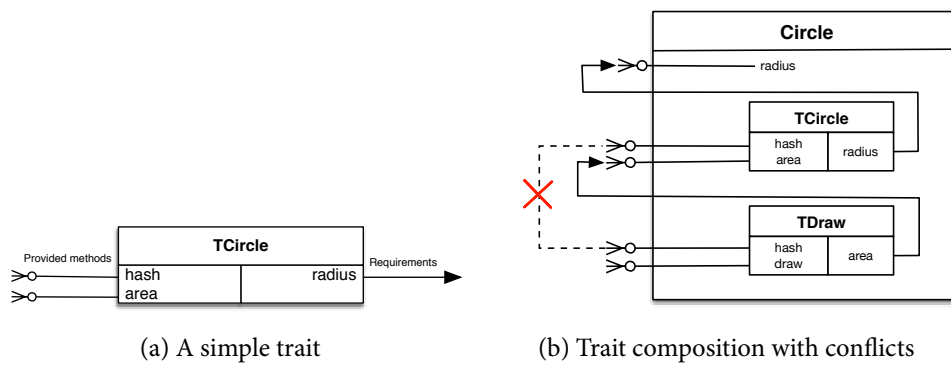 TCircle
Provided methods
hash
radius
Requirements
area
(a) A simple trait
Circle
radius
TCircle
hash
area
radius
TDraw
hash
draw
area
(b) Trait composition with conflicts